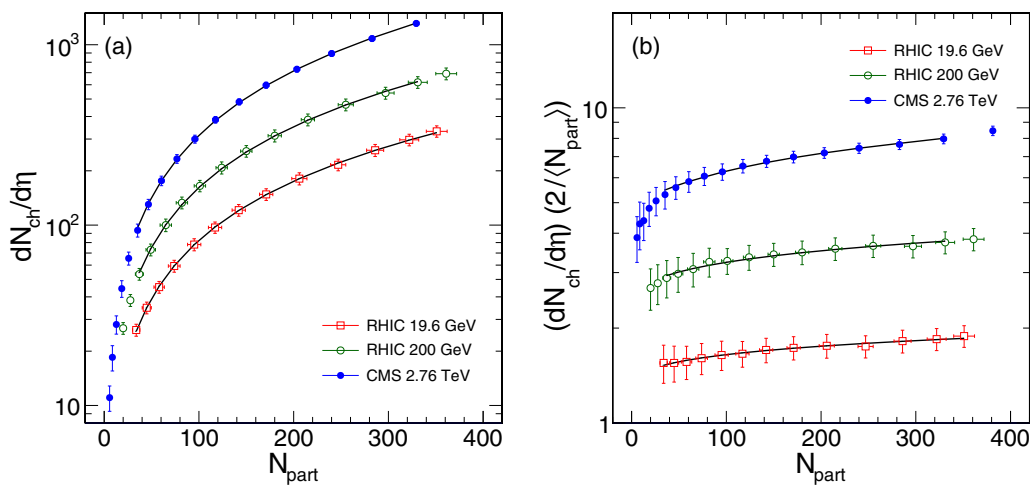 (a)
10³
10²
10
dN_ch/dη
0 100 200 300 400
N_part
RHIC 19.6 GeV
RHIC 200 GeV
CMS 2.76 TeV
(b)
RHIC 19.6 GeV
RHIC 200 GeV
CMS 2.76 TeV
10
1
(dN_ch/dη) (2/⟨N_part⟩)
0 100 200 300 400
N_part